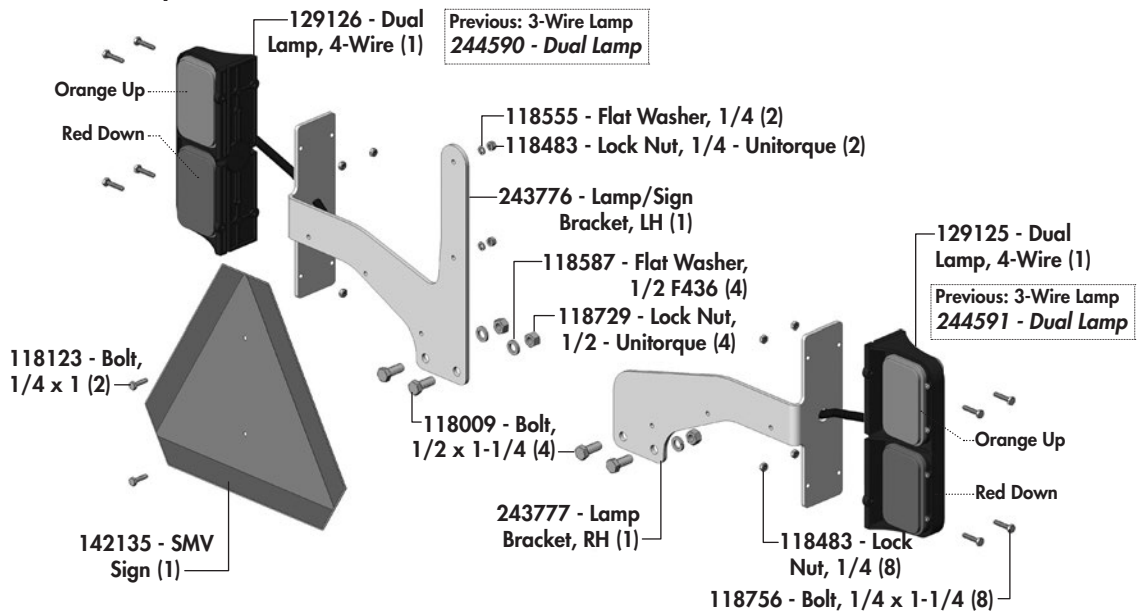 129126 - Dual
Lamp, 4-Wire (1)
Previous: 3-Wire Lamp
244590 - Dual Lamp
Orange Up
Red Down
118555 - Flat Washer, 1/4 (2)
118483 - Lock Nut, 1/4 - Unitorque (2)
243776 - Lamp/Sign
Bracket, LH (1)
118587 - Flat Washer,
1/2 F436 (4)
118729 - Lock Nut,
1/2 - Unitorque (4)
129125 - Dual
Lamp, 4-Wire (1)
Previous: 3-Wire Lamp
244591 - Dual Lamp
118123 - Bolt,
1/4 x 1 (2)
118009 - Bolt,
1/2 x 1-1/4 (4)
Orange Up
Red Down
142135 - SMV
Sign (1)
243777 - Lamp
Bracket, RH (1)
118483 - Lock
Nut, 1/4 (8)
118756 - Bolt, 1/4 x 1-1/4 (8)